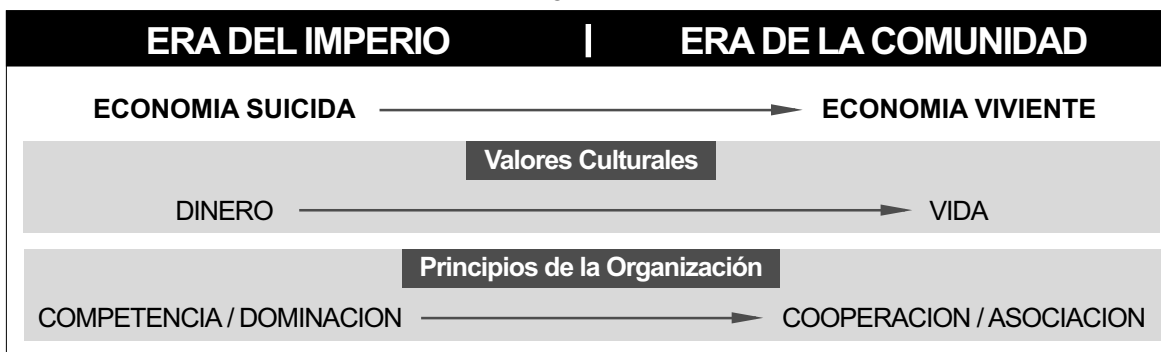 ERA DEL IMPERIO | ERA DE LA COMUNIDAD
ECONOMIA SUICIDA ECONOMIA VIVIENTE
Valores Culturales
DINERO VIDA
Principios de la Organización
COMPETENCIA / DOMINACION COOPERACION / ASOCIACION